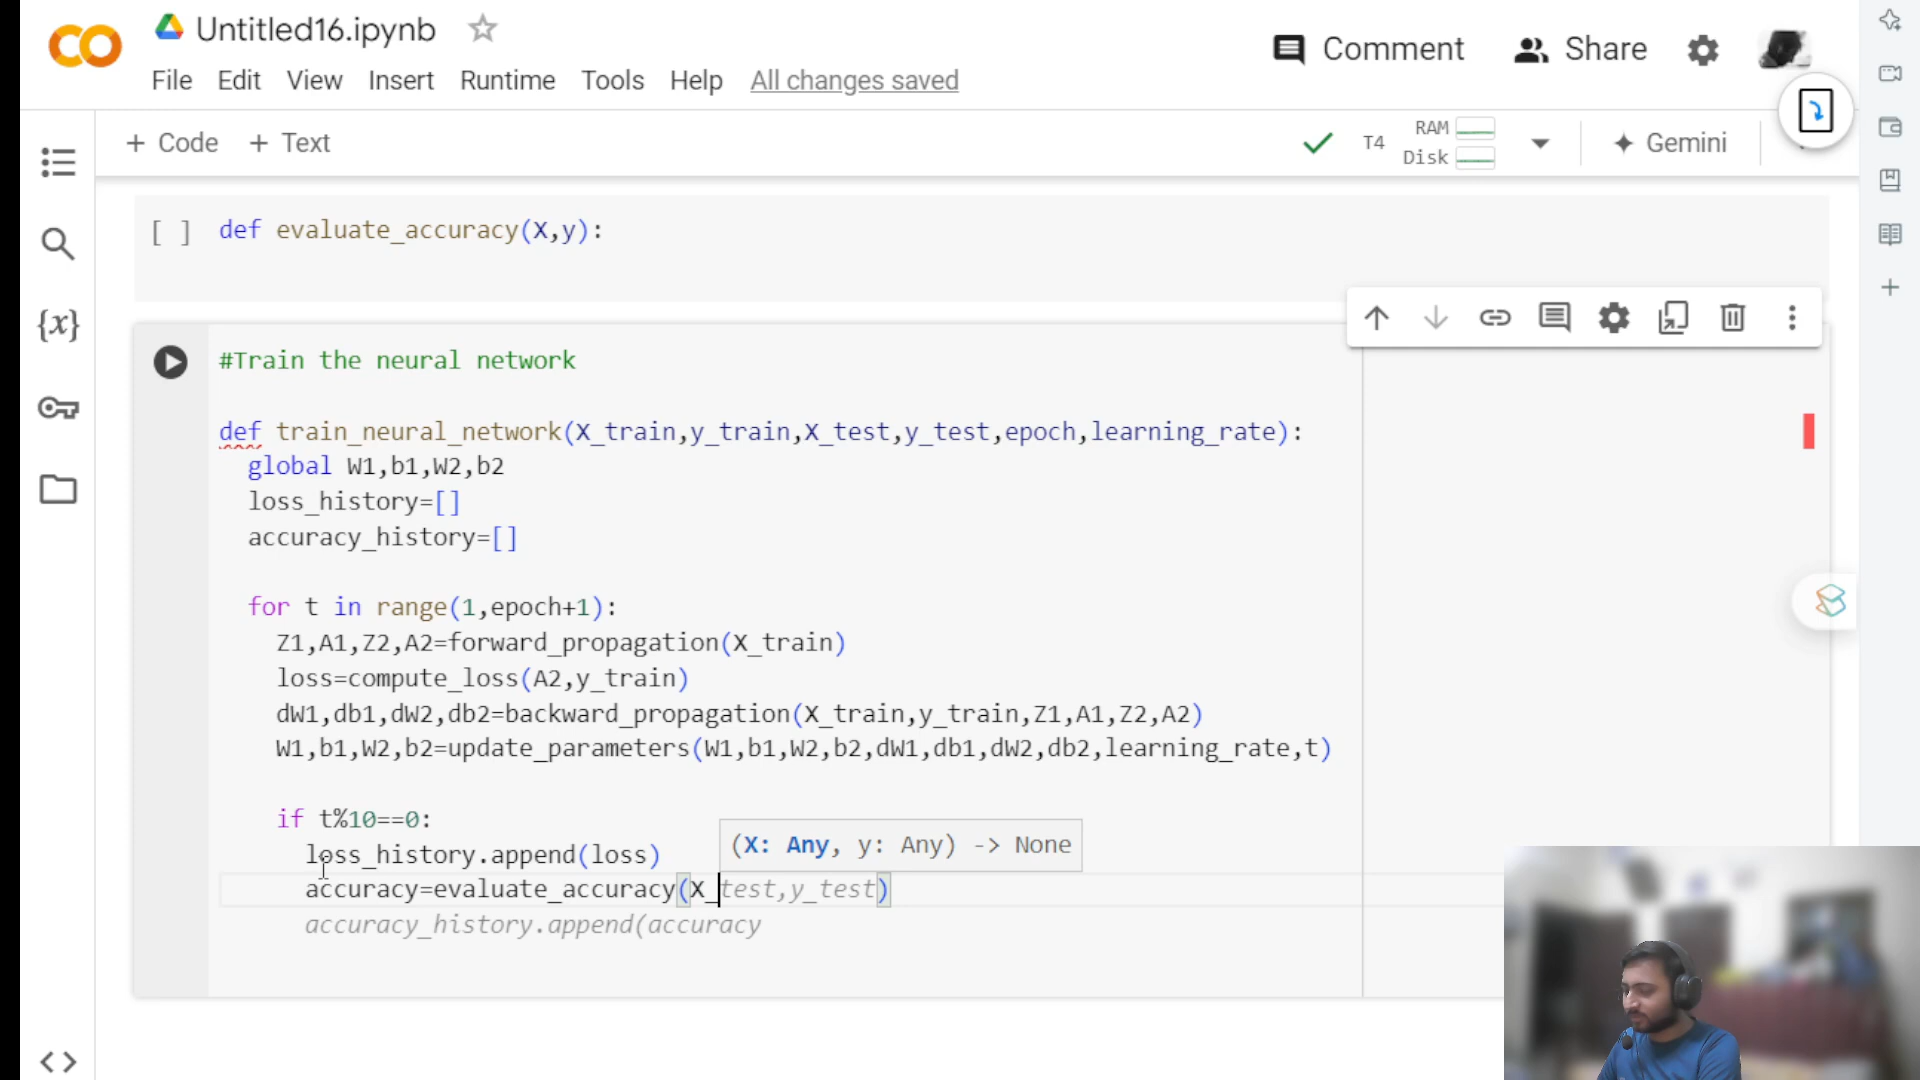 Untitled16.ipynb
Comment
Share
File Edit View Insert Runtime Tools Help All changes saved
+ Code + Text
T4
RAM
Disk
Gemini
[ ] def evaluate_accuracy(X,y):
#Train the neural network
def train_neural_network(X_train,y_train,X_test,y_test,epoch,learning_rate):
global W1,b1,W2,b2
loss_history=[]
accuracy_history=[]
for t in range(1,epoch+1):
Z1,A1,Z2,A2=forward_propagation(X_train)
loss=compute_loss(A2,y_train)
dW1,db1,dW2,db2=backward_propagation(X_train,y_train,Z1,A1,Z2,A2)
W1,b1,W2,b2=update_parameters(W1,b1,W2,b2,dW1,db1,dW2,db2,learning_rate,t)
if t%10==0:
(X: Any, y: Any) -> None
loss_history.append(loss)
accuracy=evaluate_accuracy(X_test,y_test)
accuracy_history.append(accuracy
{x}